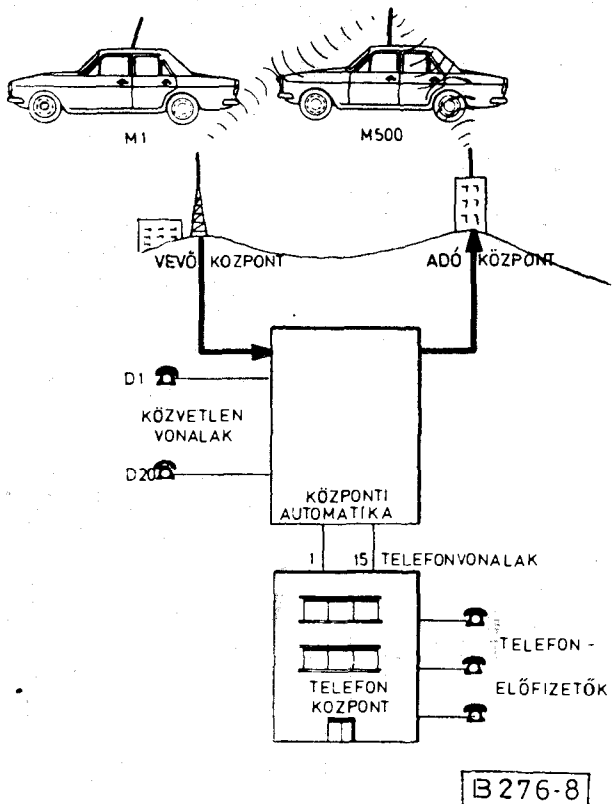 M1
M500
VEVŐ KOZPONT
ADÓ KÖZPONT
D1
KÖZVETLEN
VONALAK
D20
KÖZPONTI
AUTOMATIKA
1
15 TELEFONVONALAK
TELEFON
KOZPONT
TELEFON -
ELŐFIZETŐK
B276-8